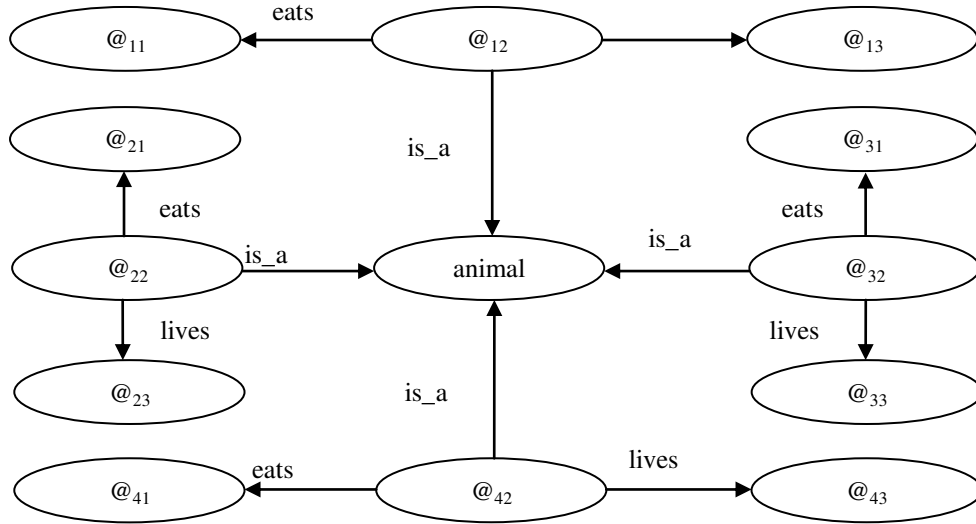 eats
@11 @12 @13
@21 is_a @31
eats eats
@22 is_a animal is_a @32
lives lives
@23 is_a @33
@41 eats @42 lives @43